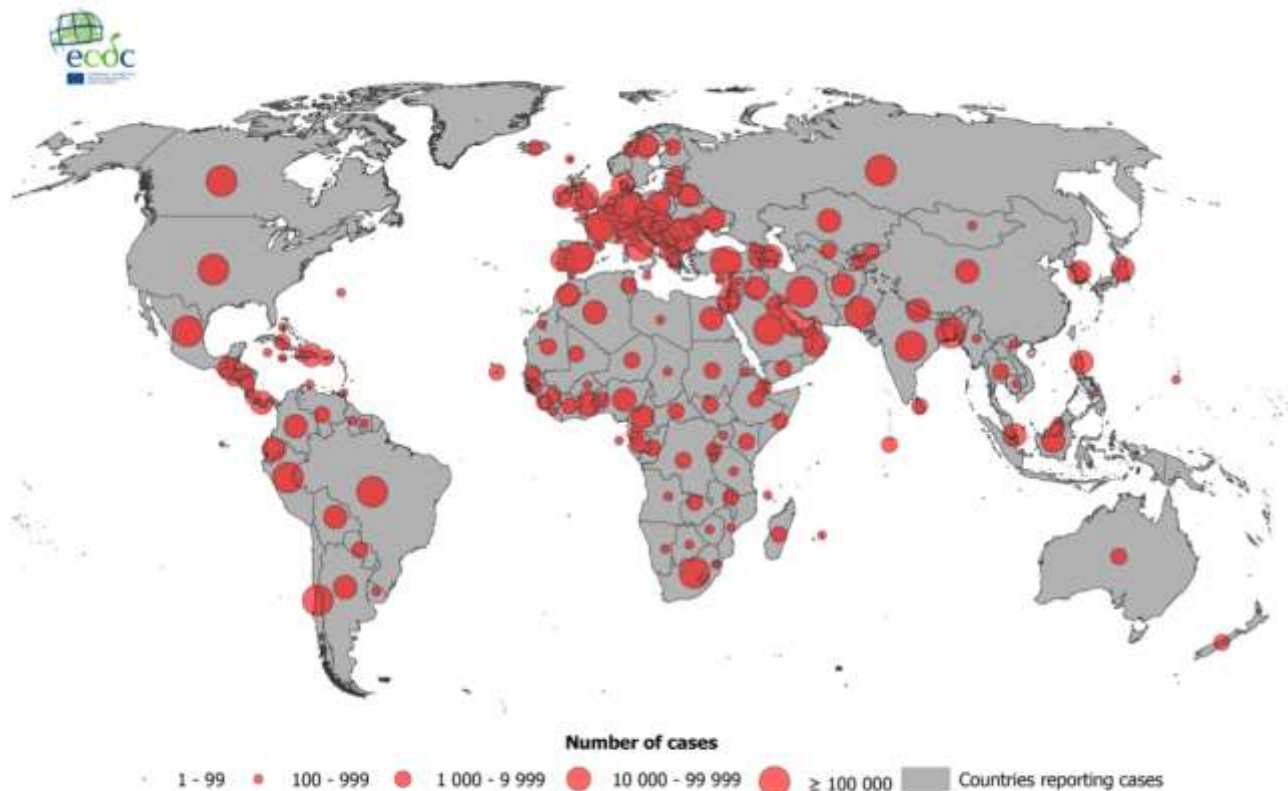 ecdc
Number of cases
1 - 99 100 - 999 1 000 - 9 999 10 000 - 99 999 ≥ 100 000 Countries reporting cases